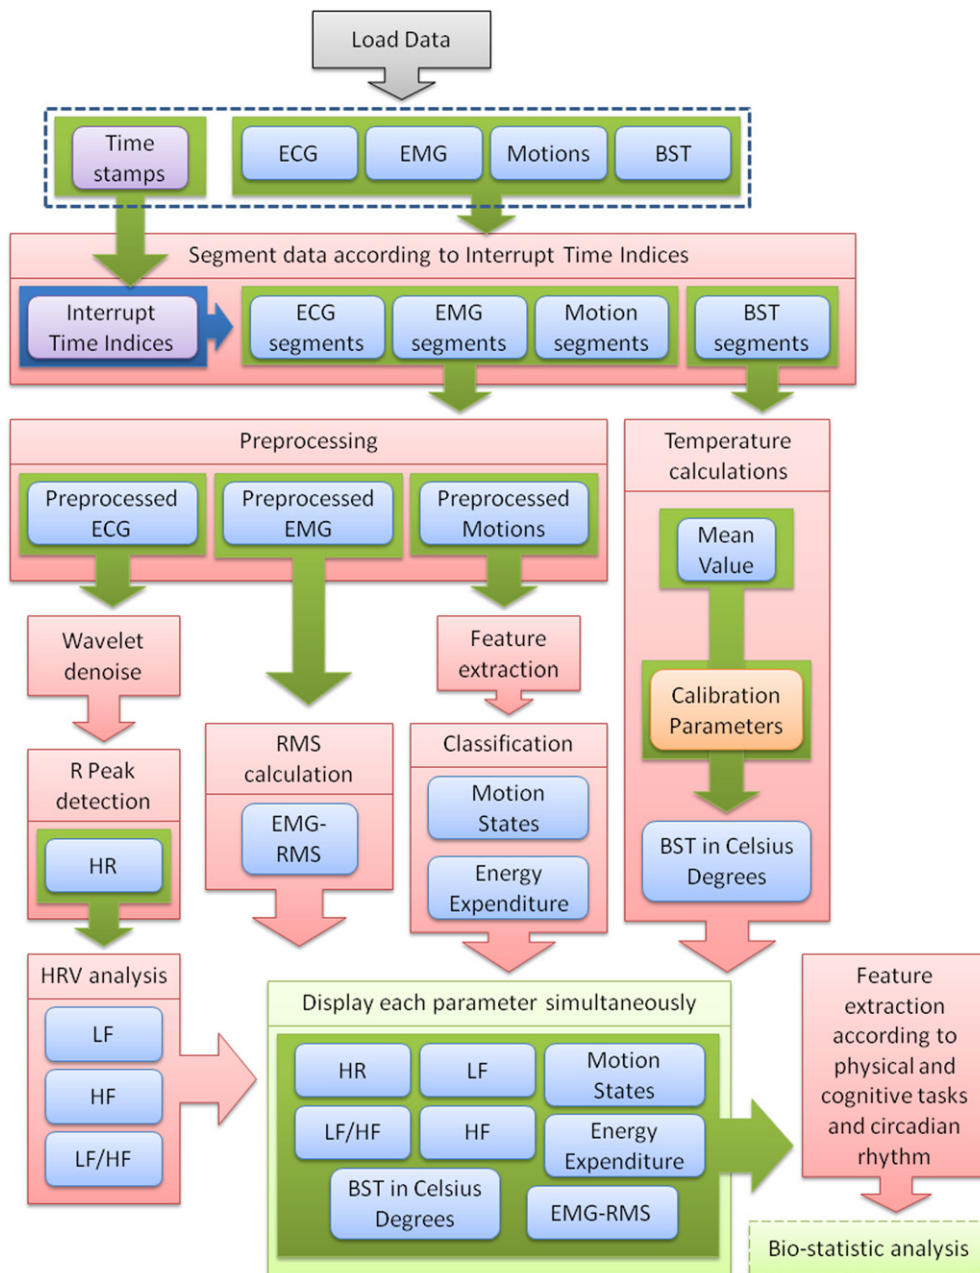 Load Data
Time
stamps
ECG
EMG
Motions
BST
Segment data according to Interrupt Time Indices
Interrupt
Time Indices
ECG
segments
EMG
segments
Motion
segments
BST
segments
Preprocessing
Preprocessed
ECG
Preprocessed
EMG
Preprocessed
Motions
Temperature
calculations
Mean
Value
Calibration
Parameters
BST in Celsius
Degrees
Wavelet
denoise
Feature
extraction
R Peak
detection
HR
RMS
calculation
EMG-
RMS
Classification
Motion
States
Energy
Expenditure
HRV analysis
LF
HF
LF/HF
Display each parameter simultaneously
HR
LF
Motion
States
LF/HF
HF
Energy
Expenditure
BST in Celsius
Degrees
EMG-RMS
Feature
extraction
according to
physical and
cognitive tasks
and circadian
rhythm
Bio-statistic analysis